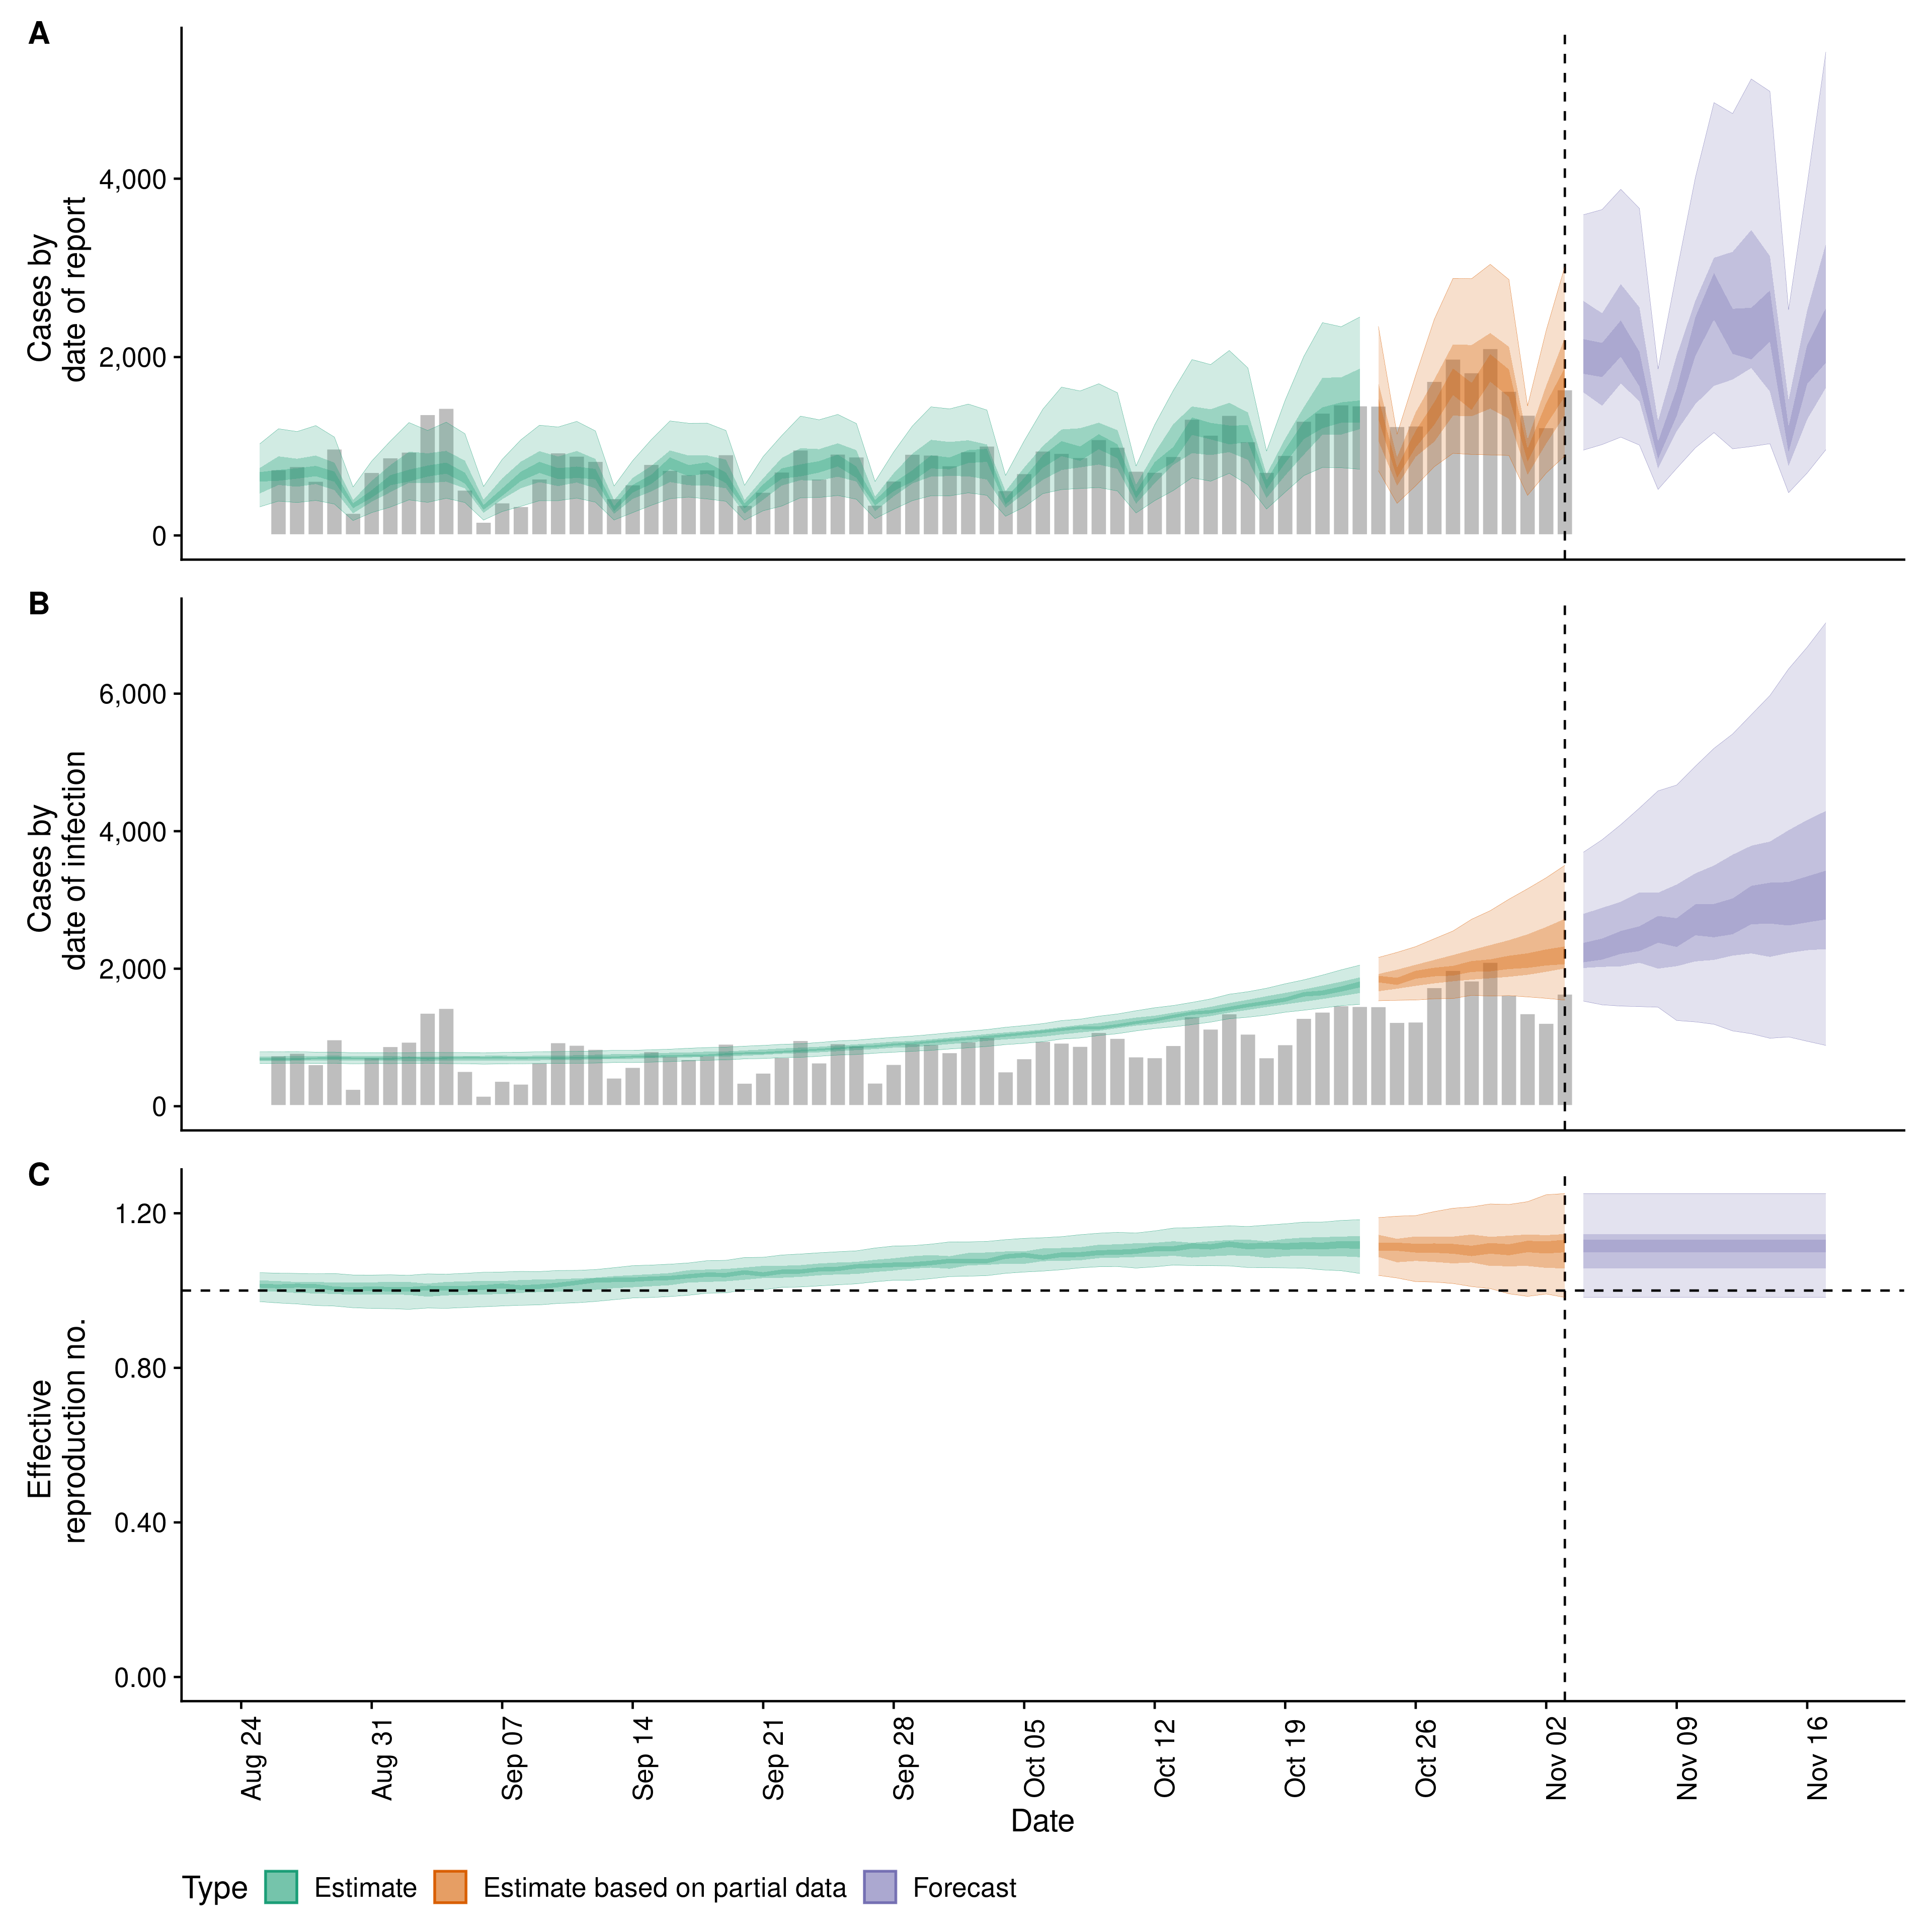 A
Cases by
date of report
4,000
2,000
0
B
Cases by
date of infection
6,000
4,000
2,000
0
C
Effective
reproduction no.
1.20
0.80
0.40
0.00
Aug 24
Aug 31
Sep 07
Sep 14
Sep 21
Sep 28
Oct 05
Oct 12
Oct 19
Oct 26
Nov 02
Nov 09
Nov 16
Date
Type
Estimate
Estimate based on partial data
Forecast